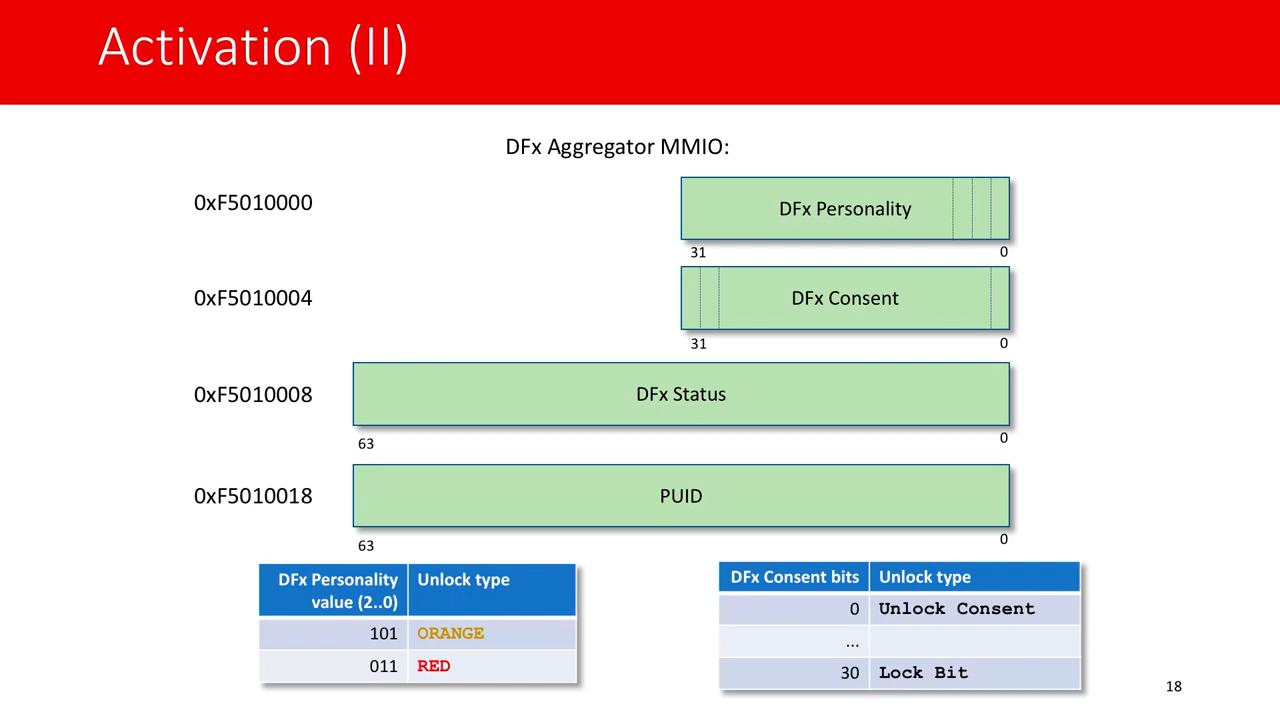 Activation (II)
DFx Aggregator MMIO:
0xF5010000
DFx Personality
31 0
0xF5010004
DFx Consent
31 0
0xF5010008
DFx Status
63 0
0xF5010018
PUID
63 0
DFx Personality value (2..0) Unlock type
101 ORANGE
011 RED
DFx Consent bits Unlock type
0 Unlock Consent
...
30 Lock Bit
18